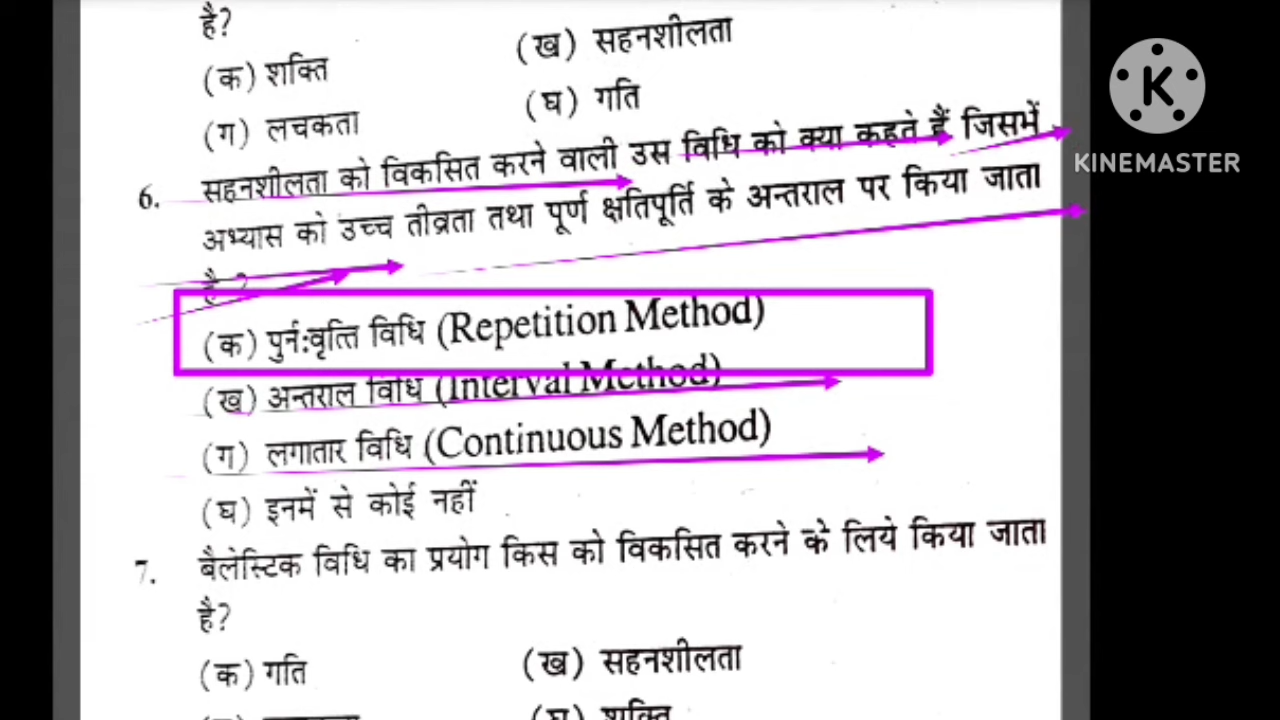 है?
(क) शक्ति (ख) सहनशीलता
(ग) लचकता (घ) गति
6. सहनशीलता को विकसित करने वाली उस विधि को क्या कहते हैं जिसमें
अभ्यास को उच्च तीव्रता तथा पूर्ण क्षतिपूर्ति के अन्तराल पर किया जाता
है ?
(क) पुर्नःवृत्ति विधि (Repetition Method)
(ख) अन्तराल विधि (Interval Method)
(ग) लगातार विधि (Continuous Method)
(घ) इनमें से कोई नहीं
7. बैलेस्टिक विधि का प्रयोग किस को विकसित करने के लिये किया जाता
है?
(क) गति (ख) सहनशीलता
(घ) शक्ति
K
KINEMASTER